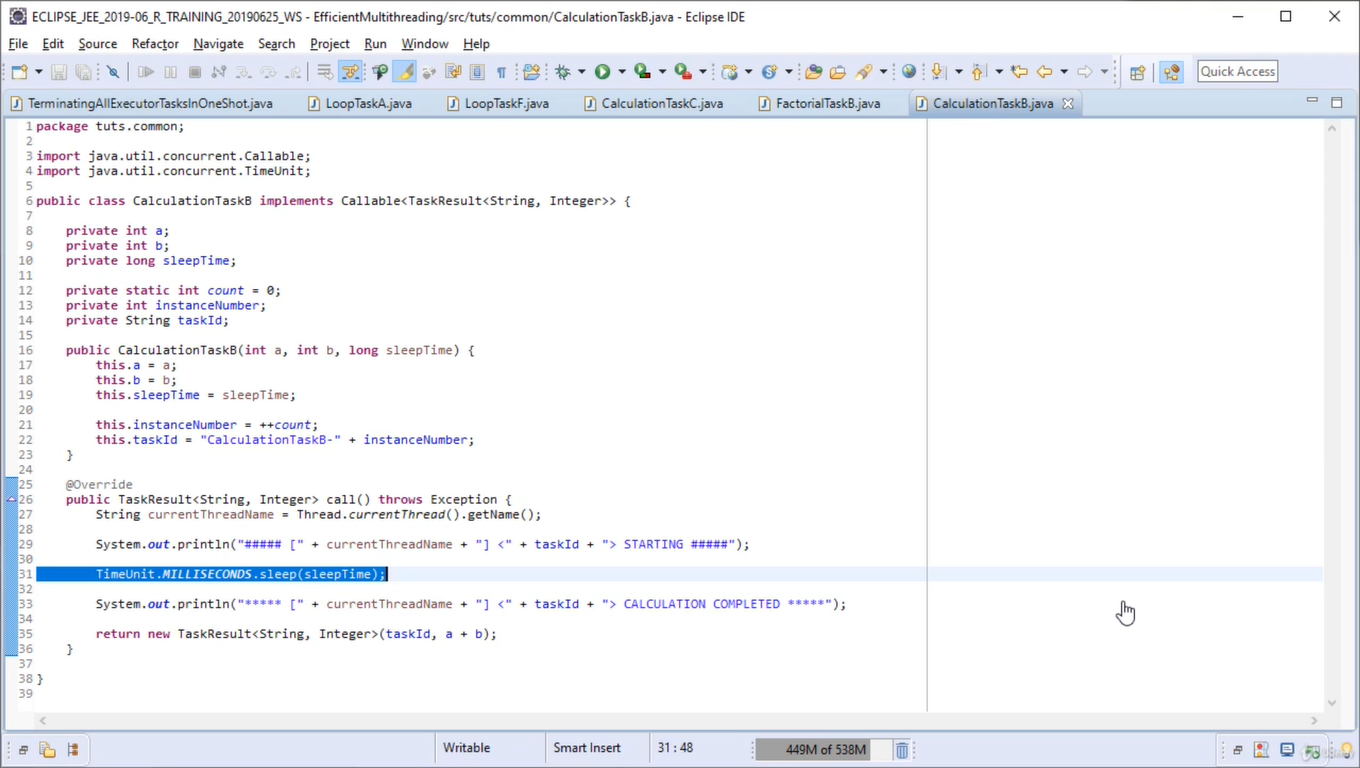 ECLIPSE_JEE_2019-06_R_TRAINING_20190625_WS - EfficientMultithreading/src/tuts/common/CalculationTaskB.java - Eclipse IDE
File Edit Source Refactor Navigate Search Project Run Window Help
Quick Access
TerminatingAllExecutorTasksInOneShot.java LoopTaskA.java LoopTaskF.java CalculationTaskC.java FactorialTaskB.java CalculationTaskB.java
1 package tuts.common;
2
3 import java.util.concurrent.Callable;
4 import java.util.concurrent.TimeUnit;
5
6 public class CalculationTaskB implements Callable<TaskResult<String, Integer>> {
7
8 private int a;
9 private int b;
10 private long sleepTime;
11
12 private static int count = 0;
13 private int instanceNumber;
14 private String taskId;
15
16 public CalculationTaskB(int a, int b, long sleepTime) {
17 this.a = a;
18 this.b = b;
19 this.sleepTime = sleepTime;
20
21 this.instanceNumber = ++count;
22 this.taskId = "CalculationTaskB-" + instanceNumber;
23 }
24
25 @Override
26 public TaskResult<String, Integer> call() throws Exception {
27 String currentThreadName = Thread.currentThread().getName();
28
29 System.out.println("##### [" + currentThreadName + "] <" + taskId + "> STARTING #####");
30
31 TimeUnit.MILLISECONDS.sleep(sleepTime);
32
33 System.out.println("***** [" + currentThreadName + "] <" + taskId + "> CALCULATION COMPLETED *****");
34
35 return new TaskResult<String, Integer>(taskId, a + b);
36 }
37
38 }
39
Writable Smart Insert 31 : 48 449M of 538M